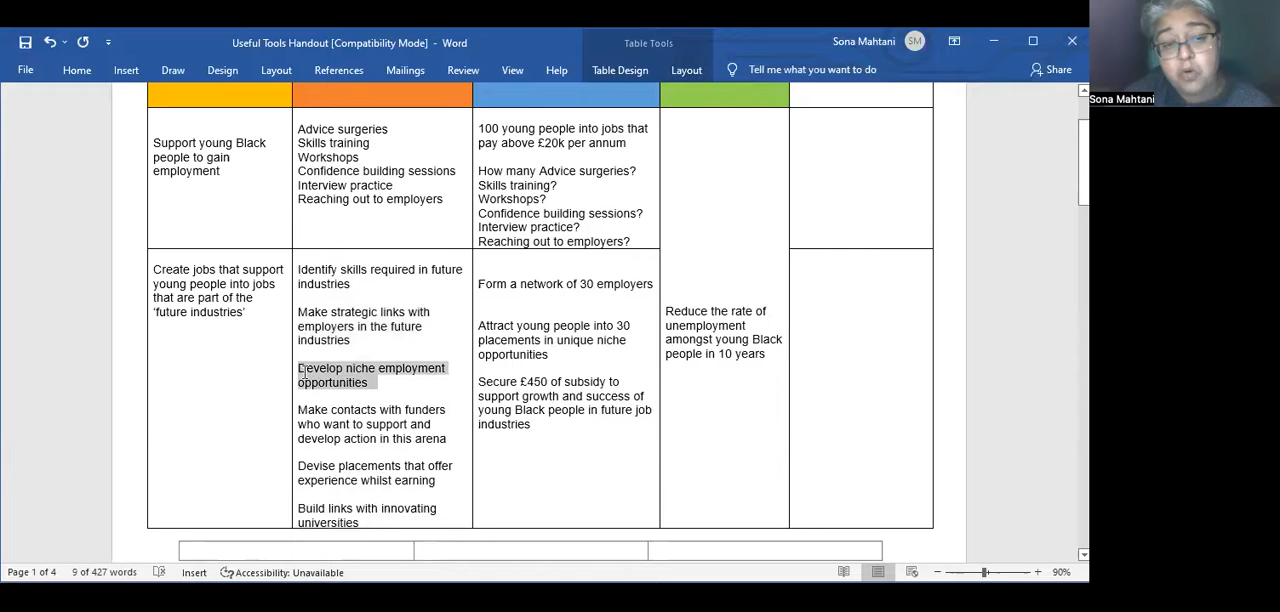 Useful Tools Handout [Compatibility Mode] - Word
Table Tools
Sona Mahtani
SM
File
Home
Insert
Draw
Design
Layout
References
Mailings
Review
View
Help
Table Design
Layout
Tell me what you want to do
Share
Sona Mahtani
Support young Black
people to gain
employment
Advice surgeries
Skills training
Workshops
Confidence building sessions
Interview practice
Reaching out to employers
100 young people into jobs that
pay above £20k per annum
How many Advice surgeries?
Skills training?
Workshops?
Confidence building sessions?
Interview practice?
Reaching out to employers?
Create jobs that support
young people into jobs
that are part of the
'future industries'
Identify skills required in future
industries
Make strategic links with
employers in the future
industries
Develop niche employment
opportunities
Make contacts with funders
who want to support and
develop action in this arena
Devise placements that offer
experience whilst earning
Build links with innovating
universities
Form a network of 30 employers
Attract young people into 30
placements in unique niche
opportunities
Secure £450 of subsidy to
support growth and success of
young Black people in future job
industries
Reduce the rate of
unemployment
amongst young Black
people in 10 years
Page 1 of 4
9 of 427 words
Insert
Accessibility: Unavailable
90%